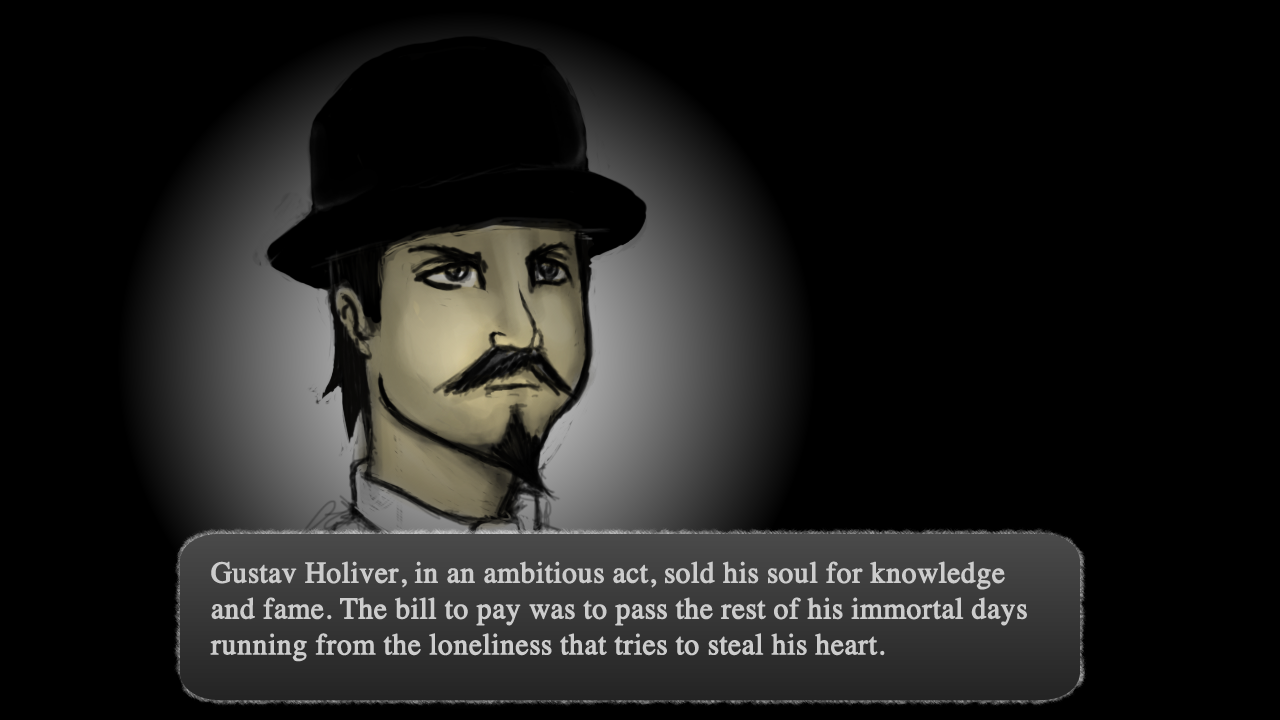 Gustav Holiver, in an ambitious act, sold his soul for knowledge
and fame. The bill to pay was to pass the rest of his immortal days
running from the loneliness that tries to steal his heart.